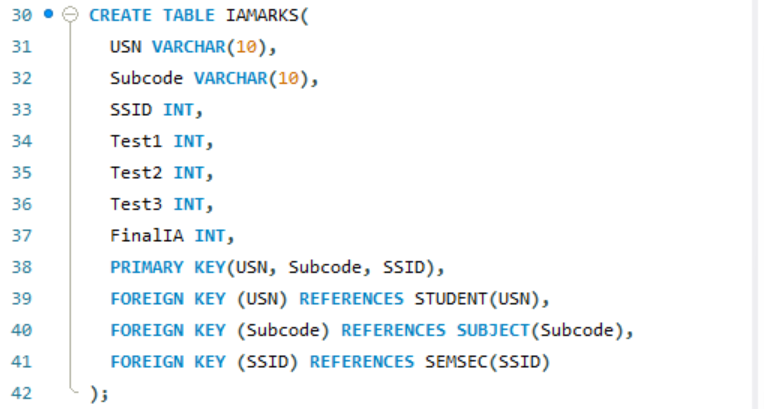 30 CREATE TABLE IAMARKS(
31 USN VARCHAR(10),
32 Subcode VARCHAR(10),
33 SSID INT,
34 Test1 INT,
35 Test2 INT,
36 Test3 INT,
37 FinalIA INT,
38 PRIMARY KEY(USN, Subcode, SSID),
39 FOREIGN KEY (USN) REFERENCES STUDENT(USN),
40 FOREIGN KEY (Subcode) REFERENCES SUBJECT(Subcode),
41 FOREIGN KEY (SSID) REFERENCES SEMSEC(SSID)
42 );